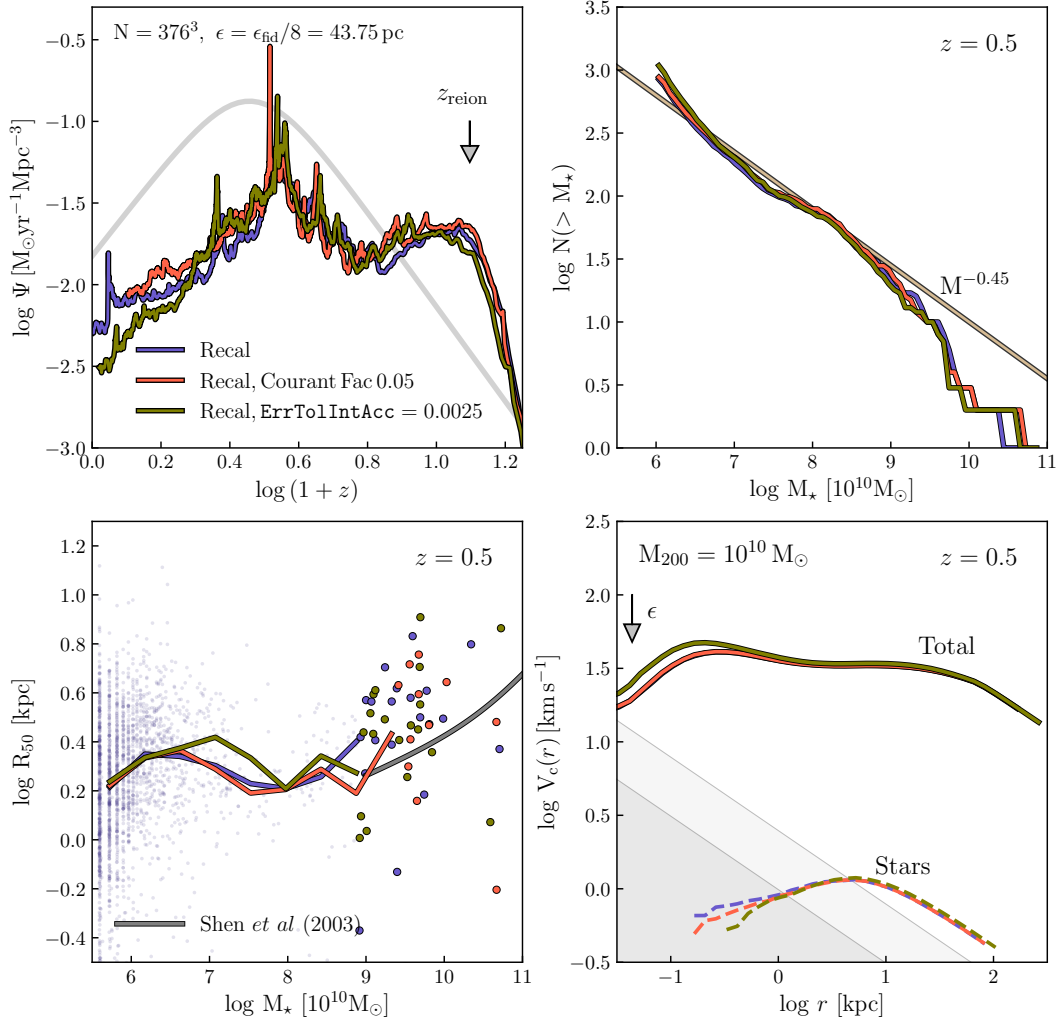 N = 376³, ϵ = ϵ_fid/8 = 43.75 pc
z_reion
log Ψ [M⊙yr⁻¹Mpc⁻³]
−0.5
−1.0
−1.5
−2.0
−2.5
−3.0
Recal
Recal, Courant Fac 0.05
Recal, ErrTolIntAcc = 0.0025
0.0 0.2 0.4 0.6 0.8 1.0 1.2
log (1 + z)
z = 0.5
log N(> M⋆)
3.5
3.0
2.5
2.0
1.5
1.0
0.5
0.0
M⁻⁰·⁴⁵
6 7 8 9 10 11
log M⋆ [10¹⁰M⊙]
z = 0.5
log R₅₀ [kpc]
1.2
1.0
0.8
0.6
0.4
0.2
0.0
−0.2
−0.4
Shen et al (2003)
6 7 8 9 10 11
log M⋆ [10¹⁰M⊙]
M₂₀₀ = 10¹⁰ M⊙
z = 0.5
ϵ
Total
Stars
log V_c(r) [km s⁻¹]
2.5
2.0
1.5
1.0
0.5
0.0
−0.5
−1 0 1 2
log r [kpc]